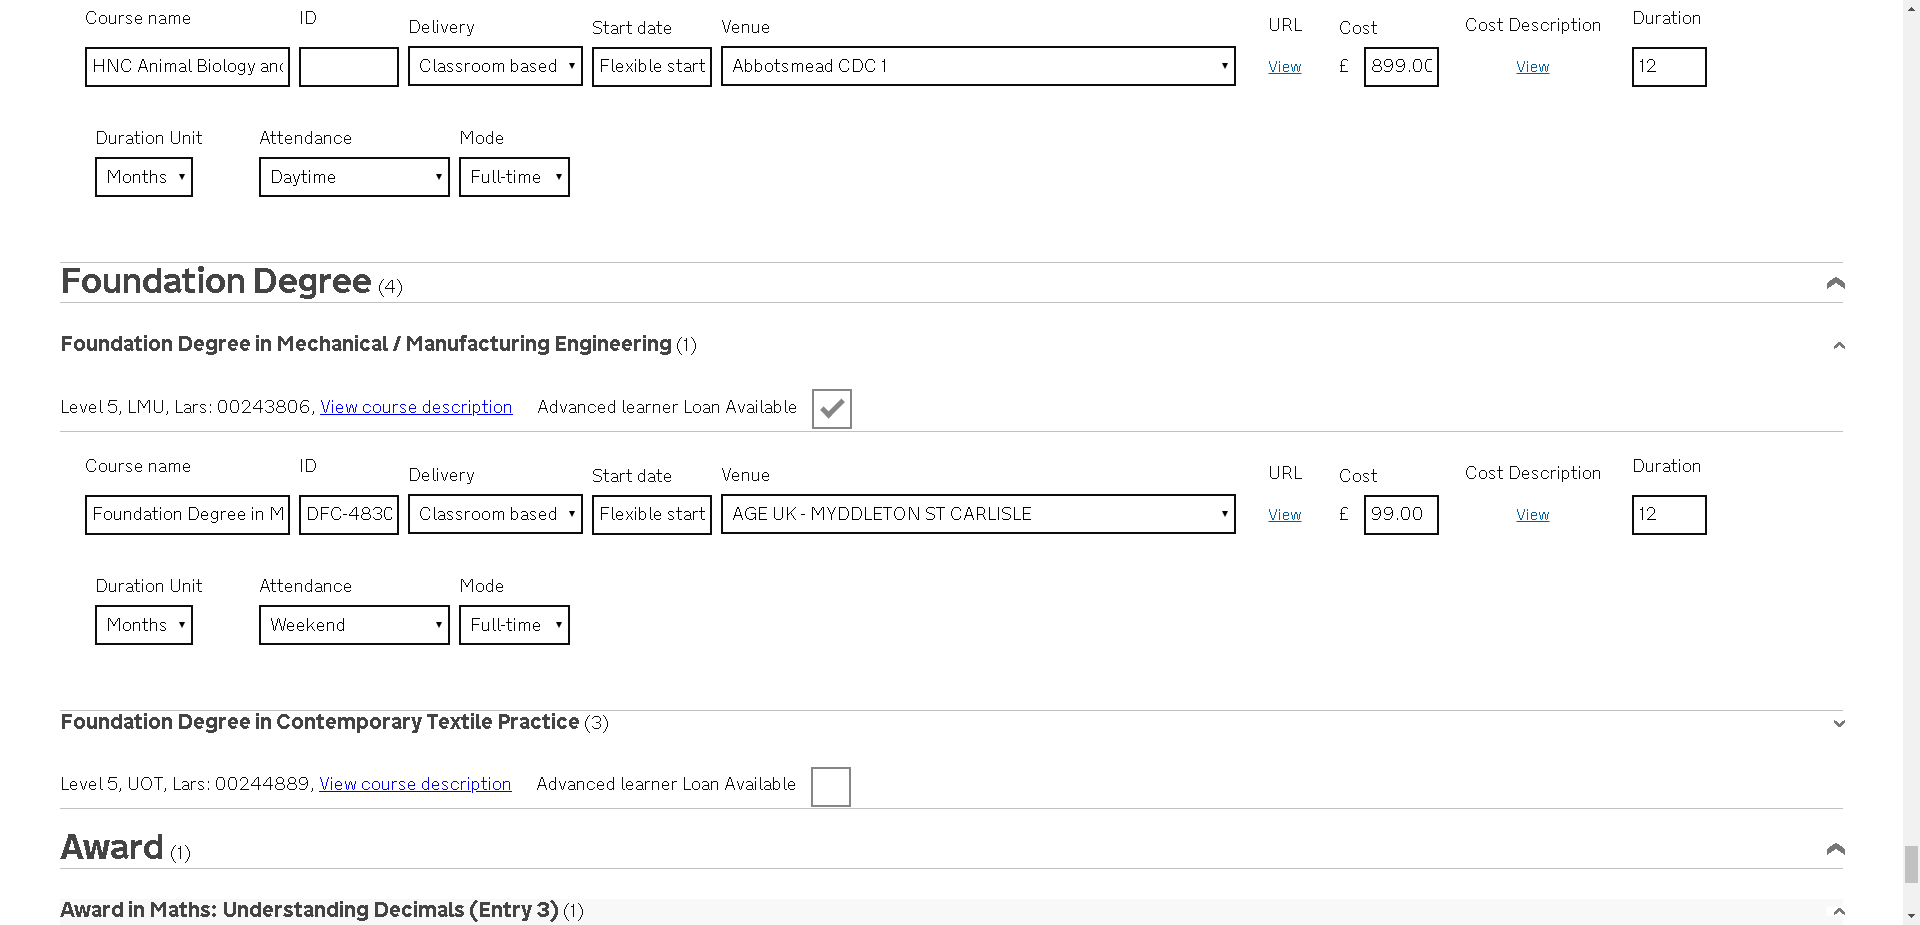 Course name ID Delivery Start date Venue URL Cost Cost Description Duration
HNC Animal Biology and Classroom based Flexible start Abbotsmead CDC 1 View £ 899.00 View 12
Duration Unit Attendance Mode
Months Daytime Full-time
Foundation Degree (4)
Foundation Degree in Mechanical / Manufacturing Engineering (1)
Level 5, LMU, Lars: 00243806, View course description Advanced learner Loan Available
Course name ID Delivery Start date Venue URL Cost Cost Description Duration
Foundation Degree in M DFC-4830 Classroom based Flexible start AGE UK - MYDDLETON ST CARLISLE View £ 99.00 View 12
Duration Unit Attendance Mode
Months Weekend Full-time
Foundation Degree in Contemporary Textile Practice (3)
Level 5, UOT, Lars: 00244889, View course description Advanced learner Loan Available
Award (1)
Award in Maths: Understanding Decimals (Entry 3) (1)